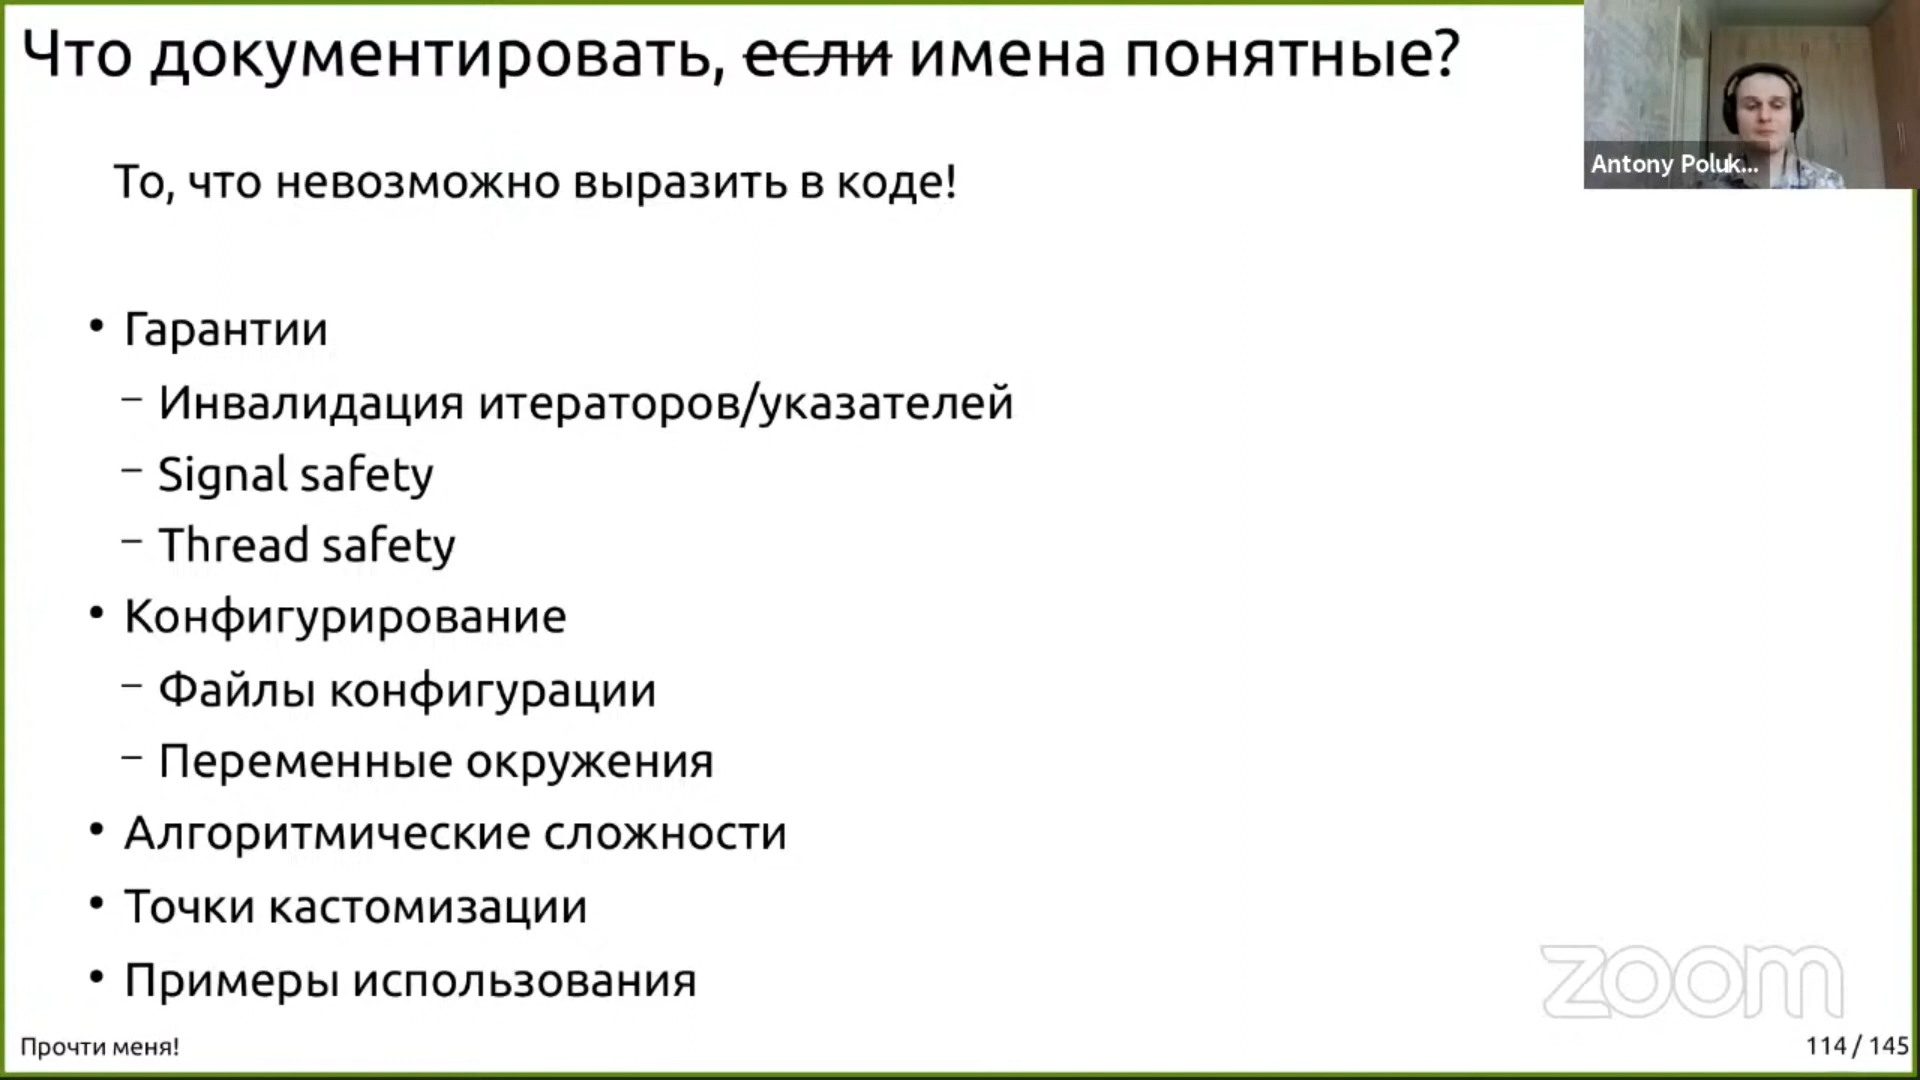 Что документировать, если имена понятные?
Antony Poluk...
То, что невозможно выразить в коде!
• Гарантии
– Инвалидация итераторов/указателей
– Signal safety
– Thread safety
• Конфигурирование
– Файлы конфигурации
– Переменные окружения
• Алгоритмические сложности
• Точки кастомизации
• Примеры использования
zoom
Прочти меня!
114 / 145